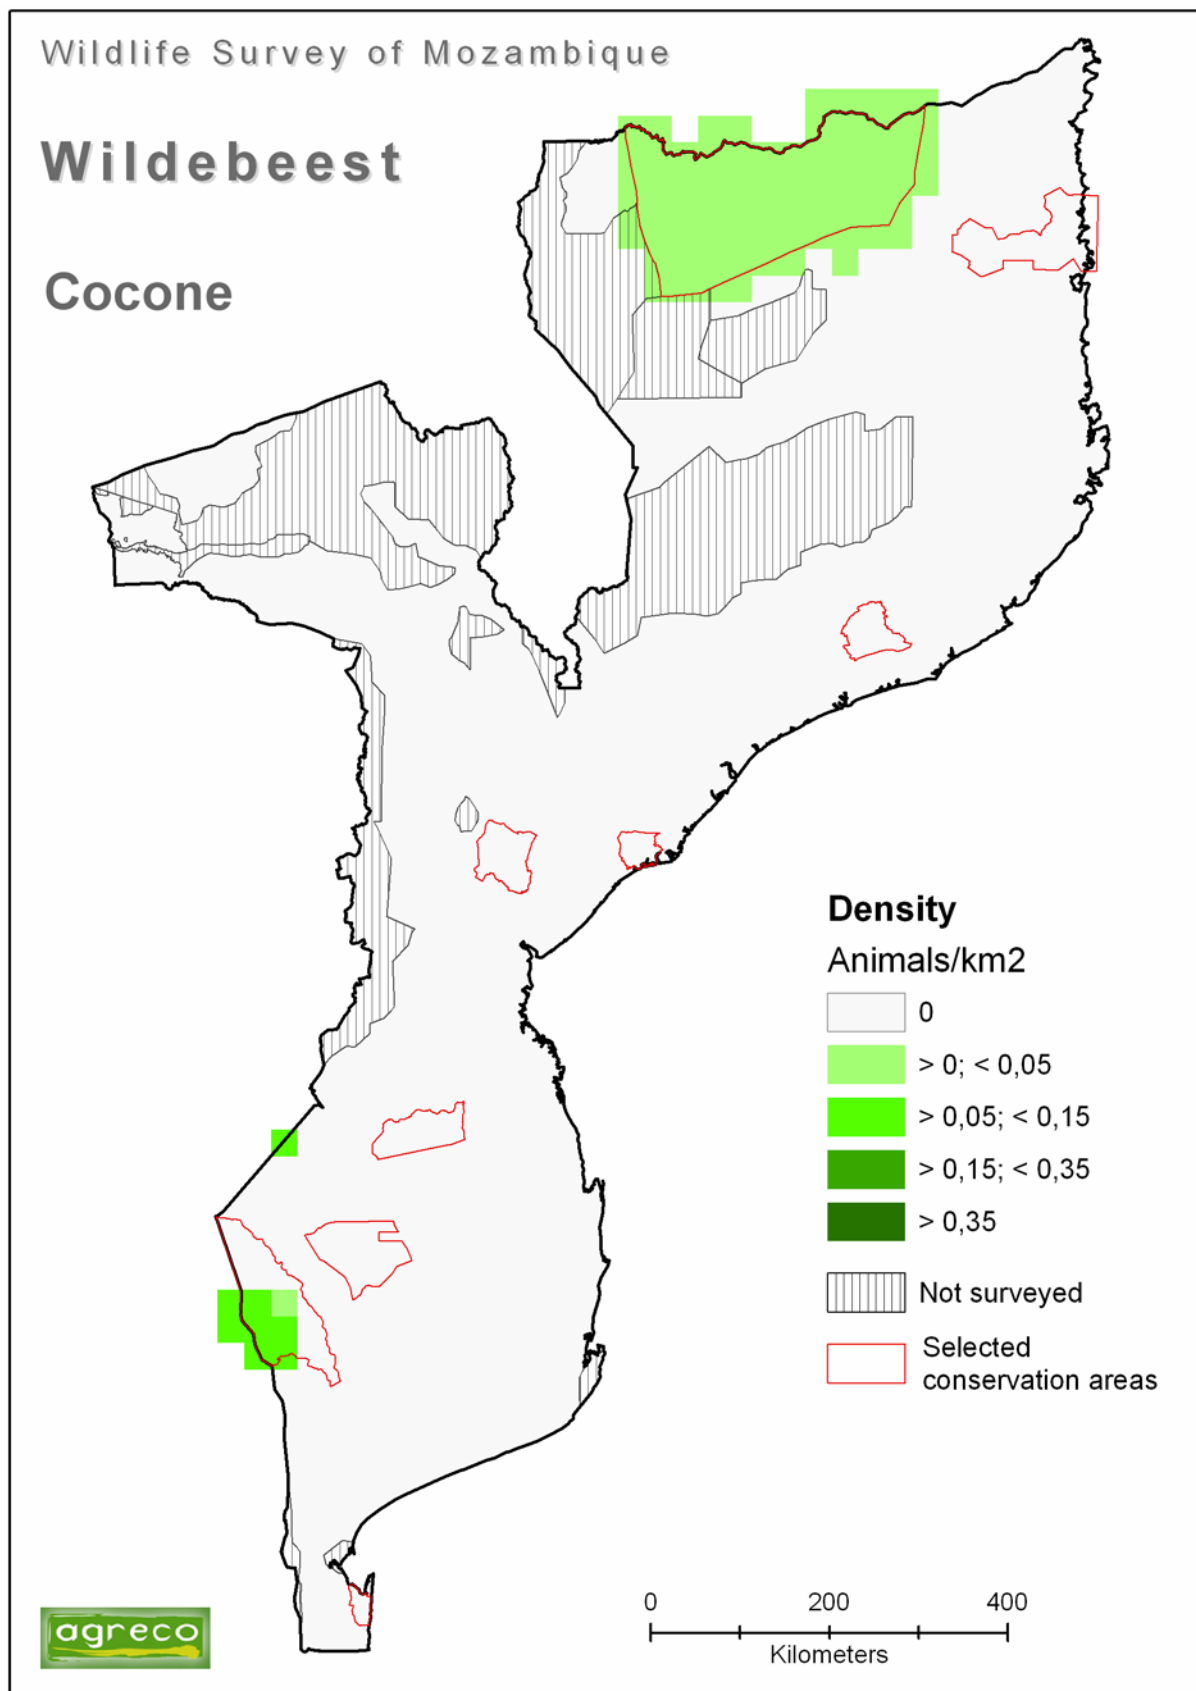 Wildlife Survey of Mozambique
Wildebeest
Cocone
Density
Animals/km2
0
> 0; < 0,05
> 0,05; < 0,15
> 0,15; < 0,35
> 0,35
Not surveyed
Selected
conservation areas
0 200 400
Kilometers
agreco